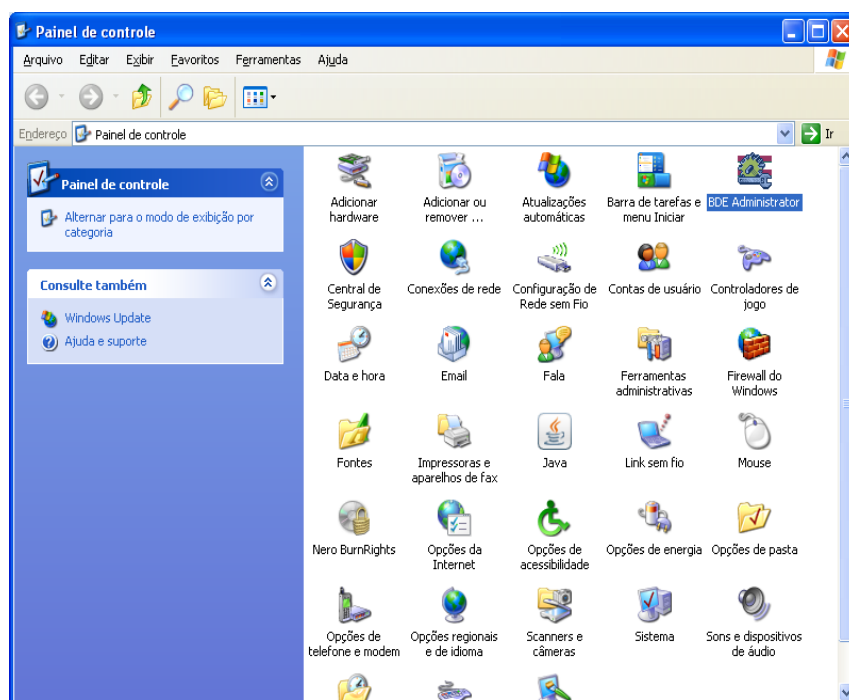 Painel de controle
Arquivo Editar Exibir Favoritos Ferramentas Ajuda
Endereço Painel de controle Ir
Painel de controle
Alternar para o modo de exibição por
categoria
Consulte também
Windows Update
Ajuda e suporte
Adicionar
hardware
Adicionar ou
remover ...
Atualizações
automáticas
Barra de tarefas e
menu Iniciar
BDE Administrator
Central de
Segurança
Conexões de rede
Configuração de
Rede sem Fio
Contas de usuário
Controladores de
jogo
Data e hora
Email
Fala
Ferramentas
administrativas
Firewall do
Windows
Fontes
Impressoras e
aparelhos de fax
Java
Link sem fio
Mouse
Nero BurnRights
Opções da
Internet
Opções de
acessibilidade
Opções de energia
Opções de pasta
Opções de
telefone e modem
Opções regionais
e de idioma
Scanners e
câmeras
Sistema
Sons e dispositivos
de áudio